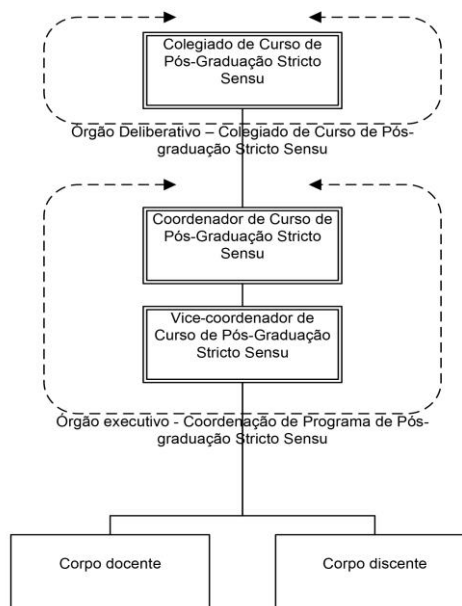 Colegiado de Curso de
Pós-Graduação Stricto
Sensu
Órgão Deliberativo – Colegiado de Curso de Pós-
graduação Stricto Sensu
Coordenador de Curso de
Pós-Graduação Stricto
Sensu
Vice-coordenador de
Curso de Pós-Graduação
Stricto Sensu
Órgão executivo - Coordenação de Programa de Pós-
graduação Stricto Sensu
Corpo docente
Corpo discente